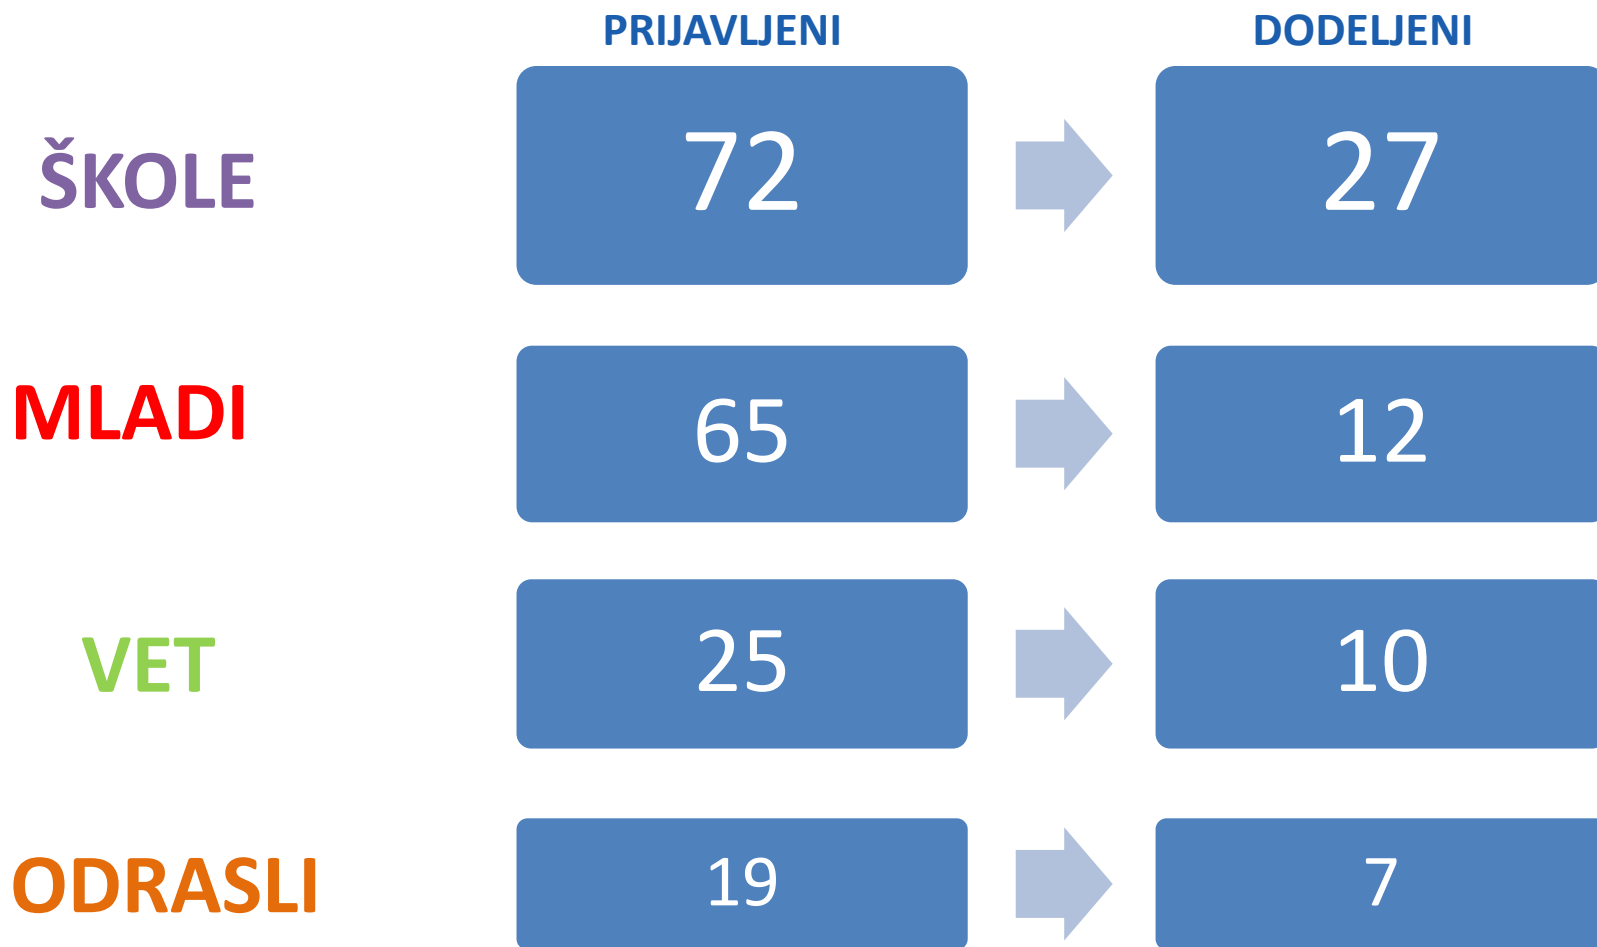 PRIJAVLJENI DODELJENI
ŠKOLE 72 27
MLADI 65 12
VET 25 10
ODRASLI 19 7